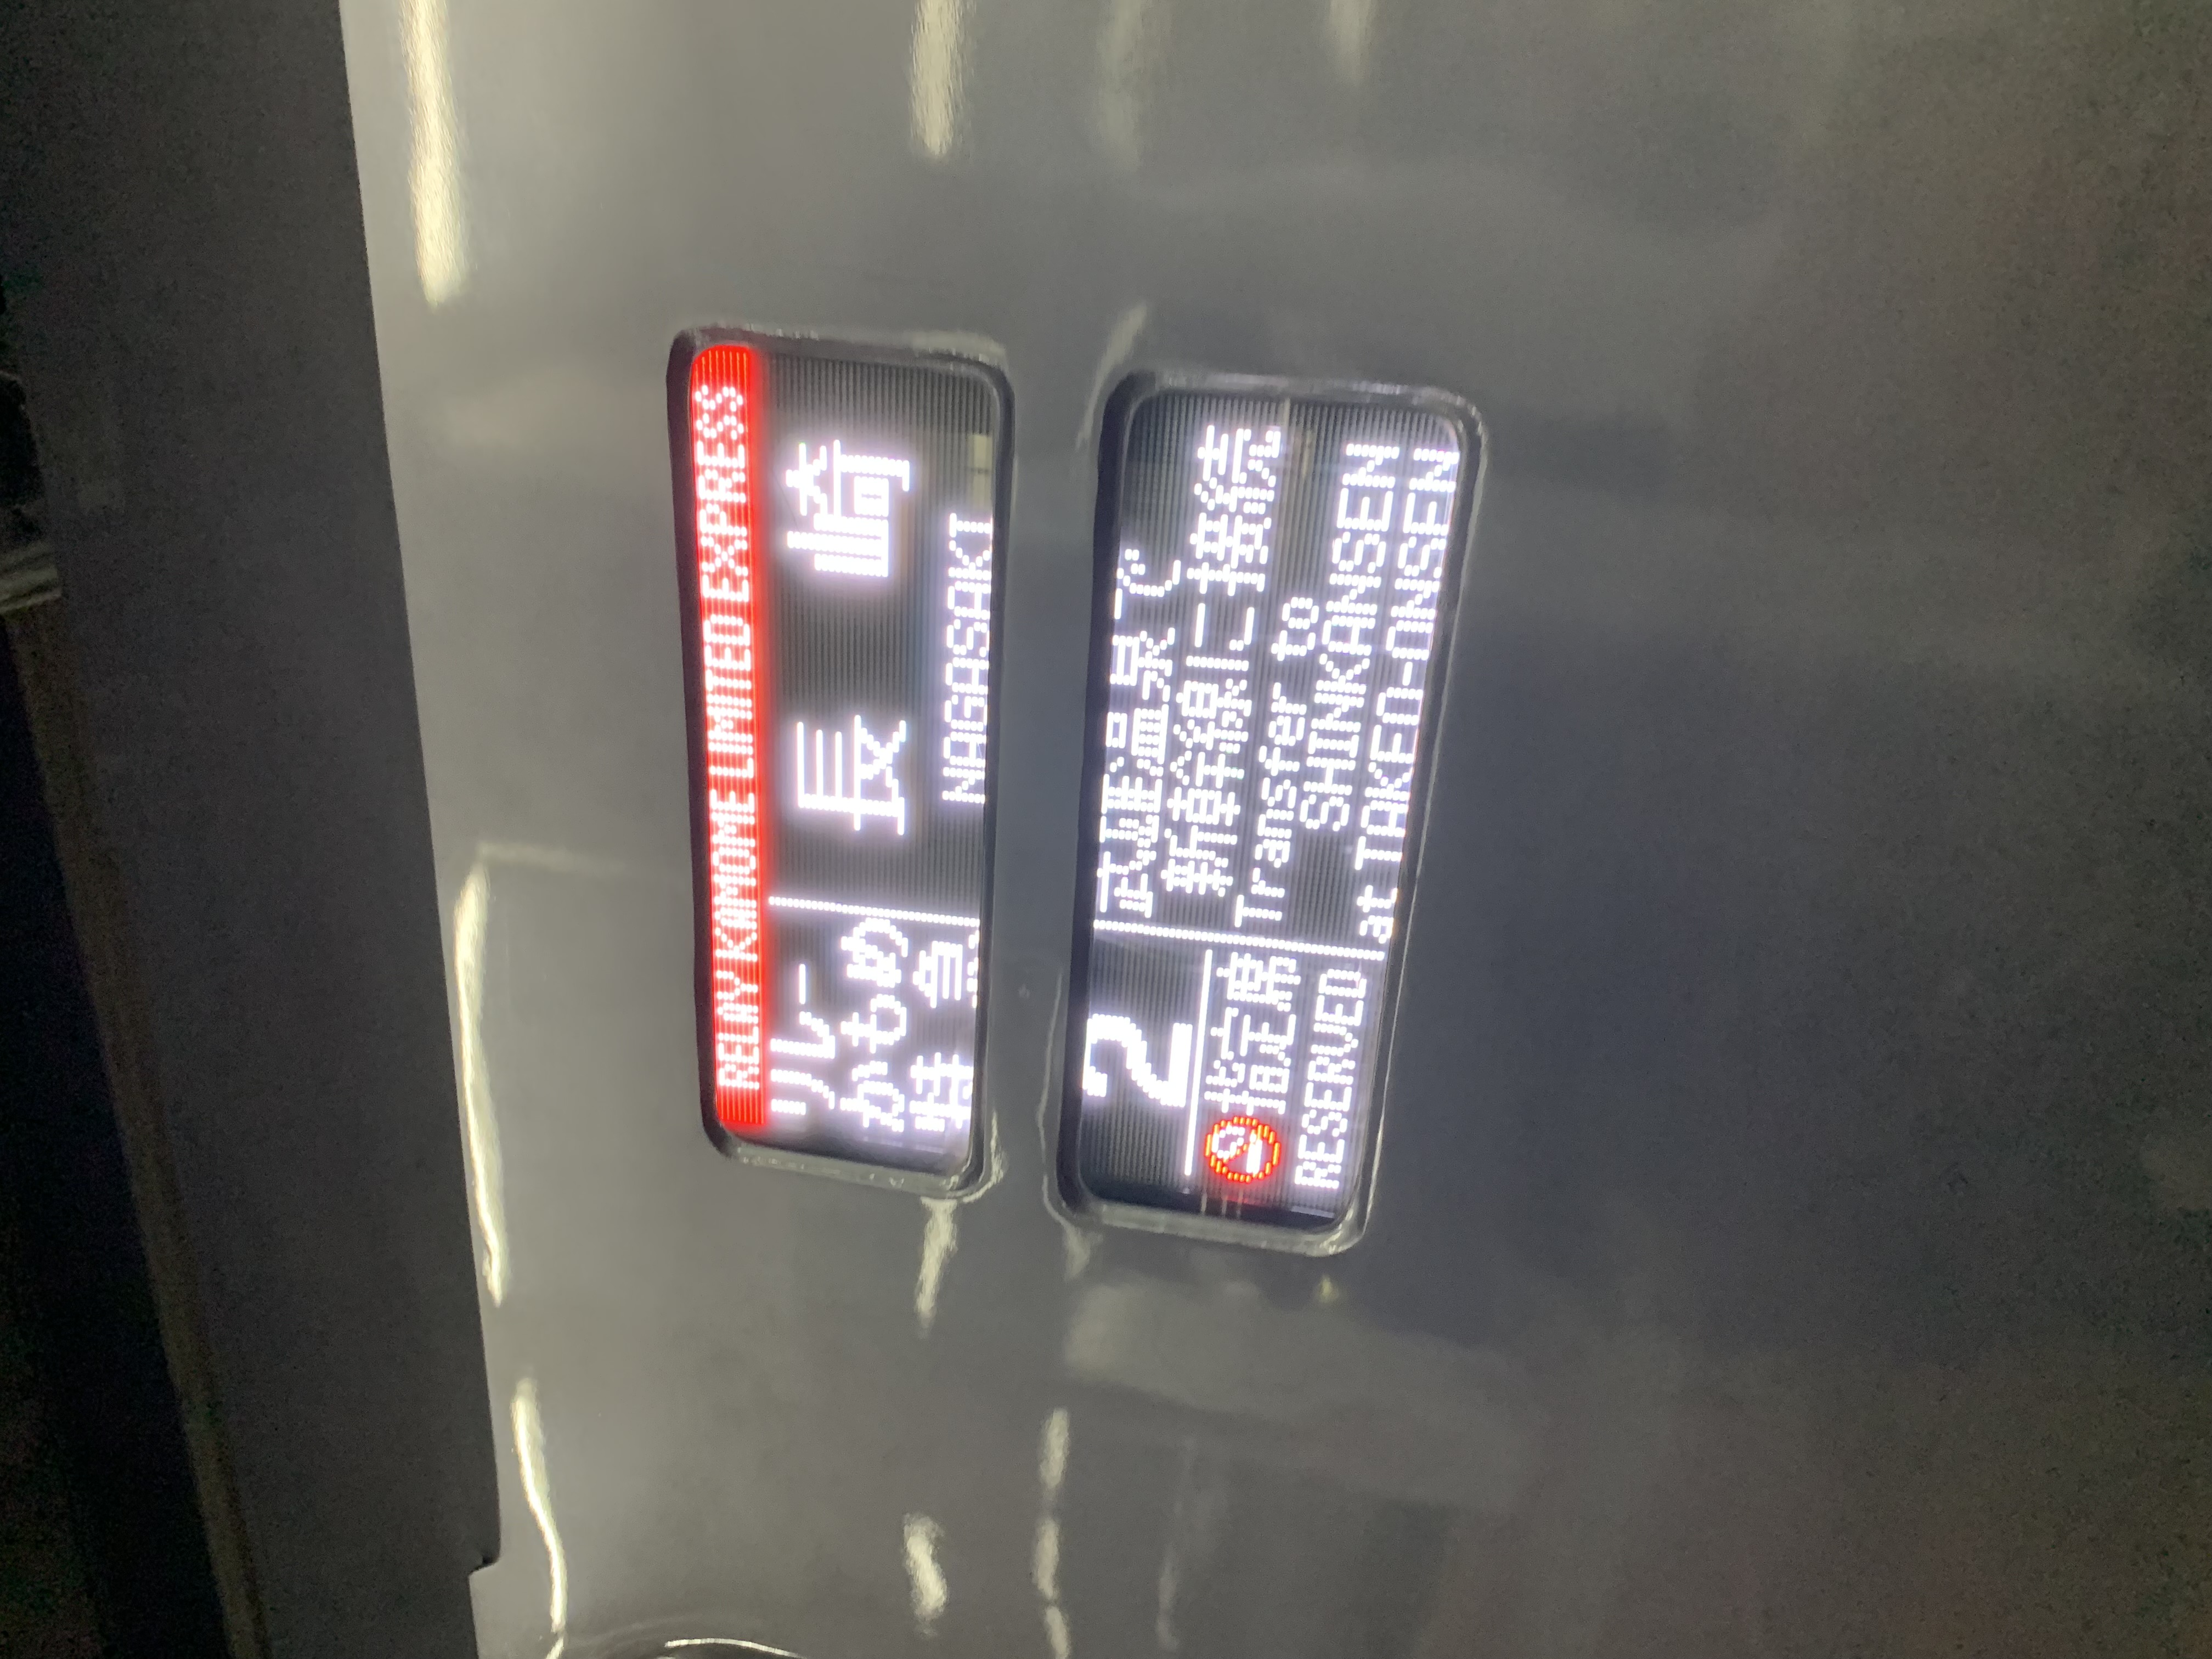 RELAY KAMOME LIMITED EXPRESS
リレー
かもめ
特急
長崎
NAGASAKI
2
指定席
RESERVED
武雄温泉で
新幹線に接続
Transfer to
SHINKANSEN
at TAKEO-ONSEN